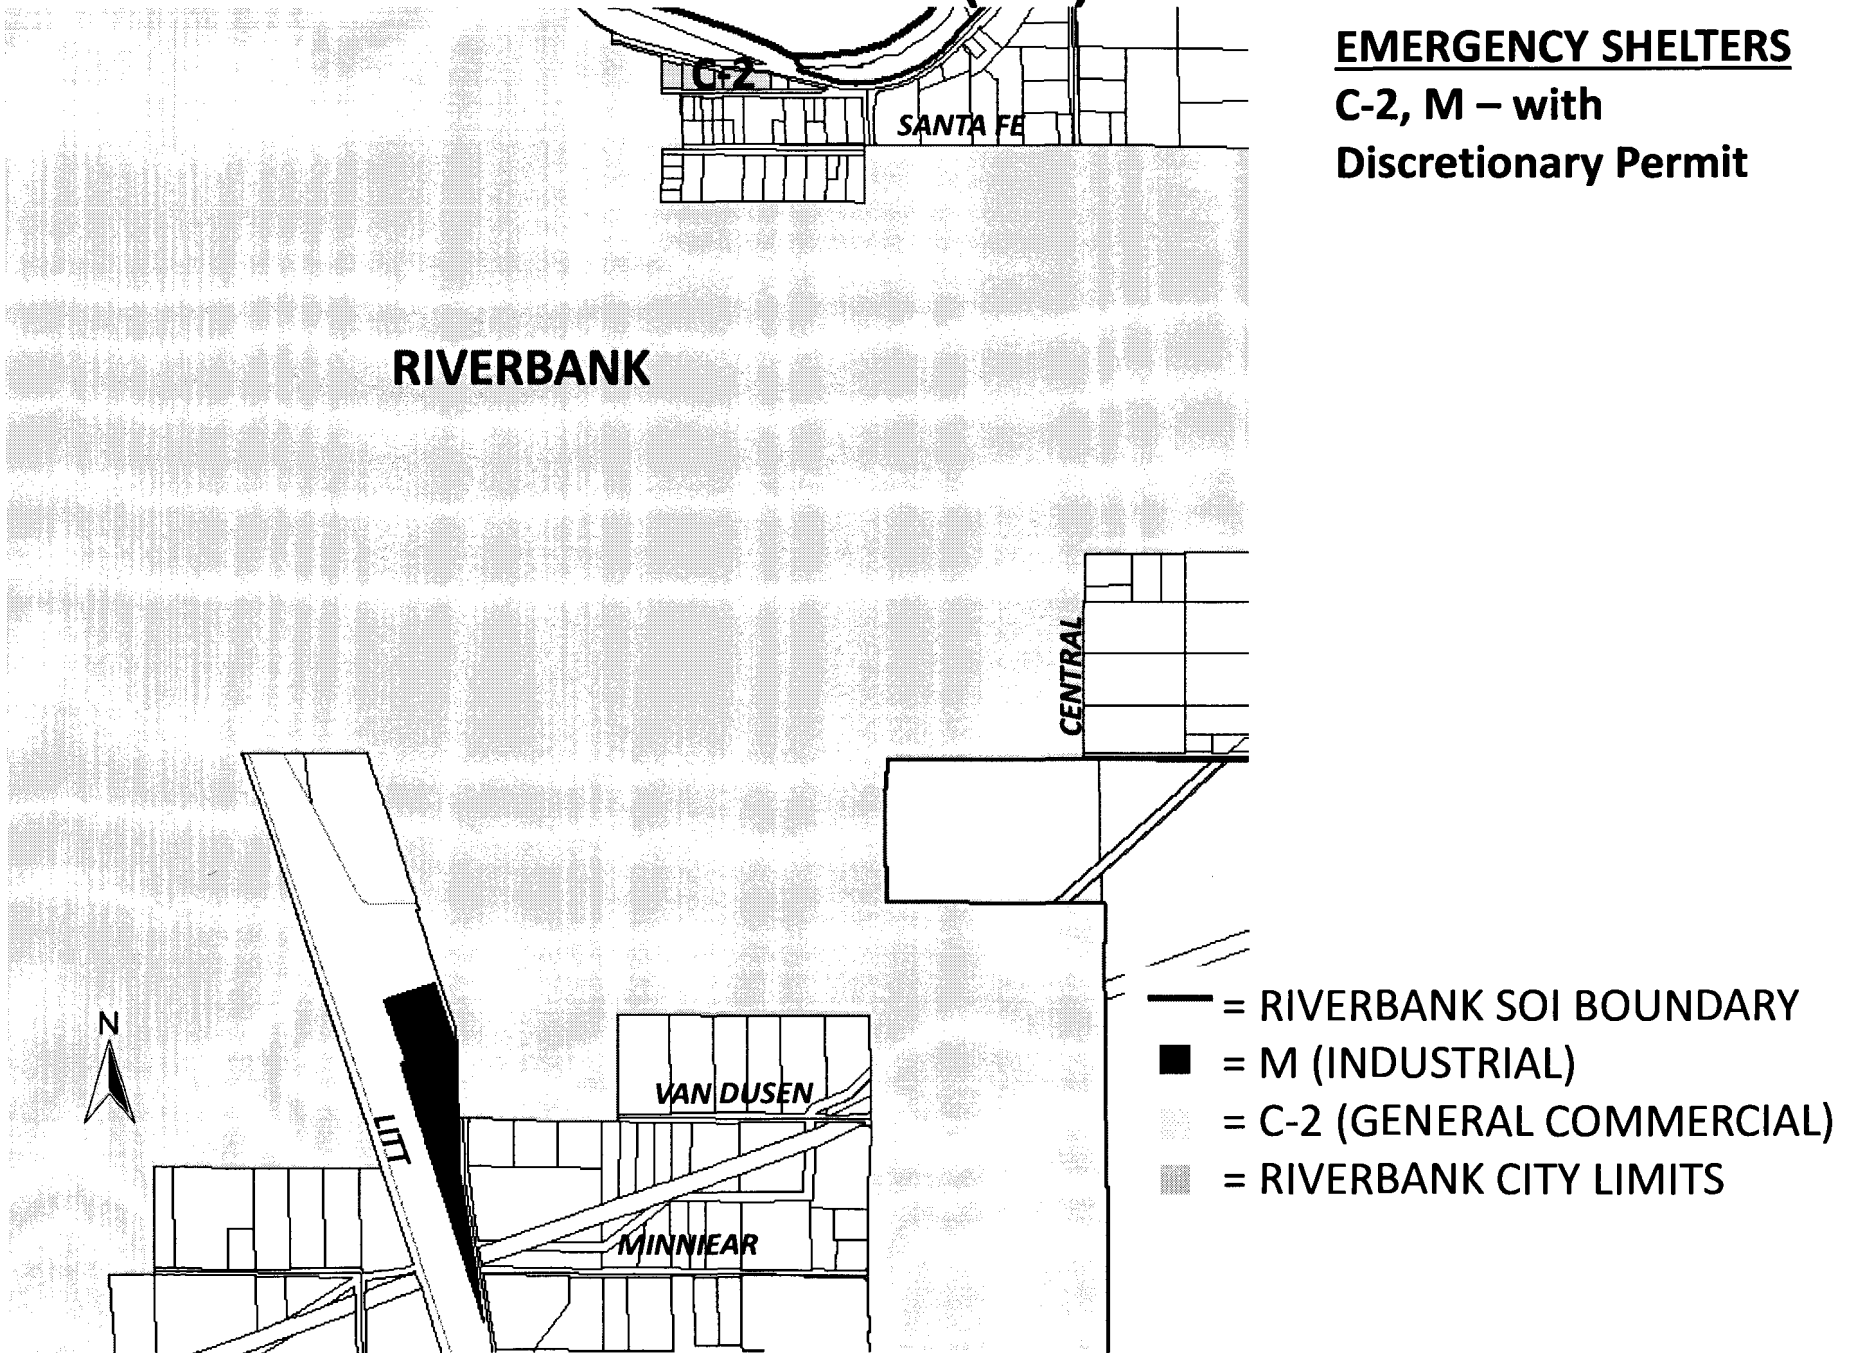 EMERGENCY SHELTERS
C-2, M – with
Discretionary Permit
C-2
SANTA FE
RIVERBANK
CENTRAL
N
LITT
VAN DUSEN
MINNIEAR
= RIVERBANK SOI BOUNDARY
= M (INDUSTRIAL)
= C-2 (GENERAL COMMERCIAL)
= RIVERBANK CITY LIMITS